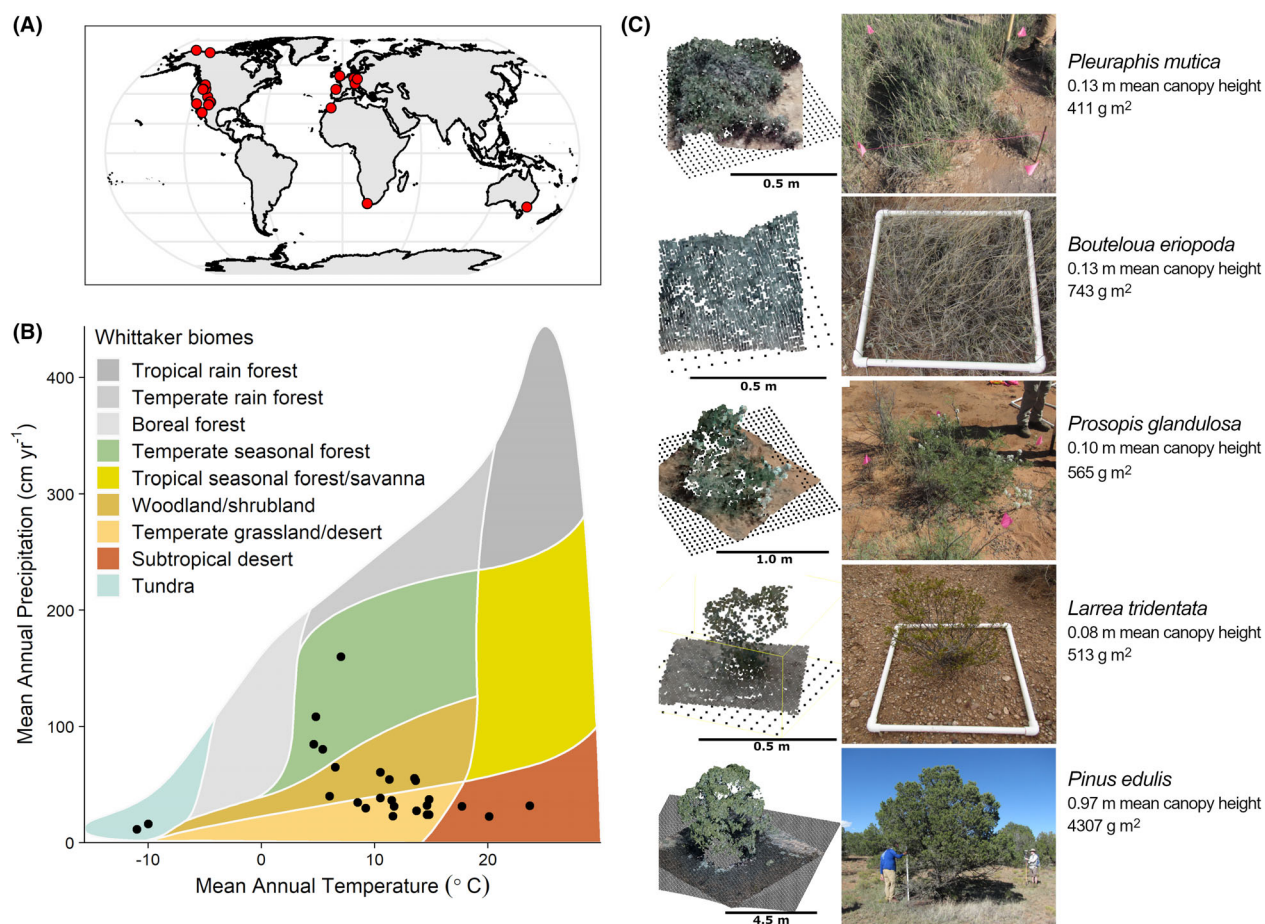 (A)
(B)
Whittaker biomes
Tropical rain forest
Temperate rain forest
Boreal forest
Temperate seasonal forest
Tropical seasonal forest/savanna
Woodland/shrubland
Temperate grassland/desert
Subtropical desert
Tundra
400
300
200
100
0
Mean Annual Precipitation (cm yr⁻¹)
-10
0
10
20
Mean Annual Temperature (° C)
(C)
0.5 m
Pleuraphis mutica
0.13 m mean canopy height
411 g m²
0.5 m
Bouteloua eriopoda
0.13 m mean canopy height
743 g m²
1.0 m
Prosopis glandulosa
0.10 m mean canopy height
565 g m²
0.5 m
Larrea tridentata
0.08 m mean canopy height
513 g m²
4.5 m
Pinus edulis
0.97 m mean canopy height
4307 g m²